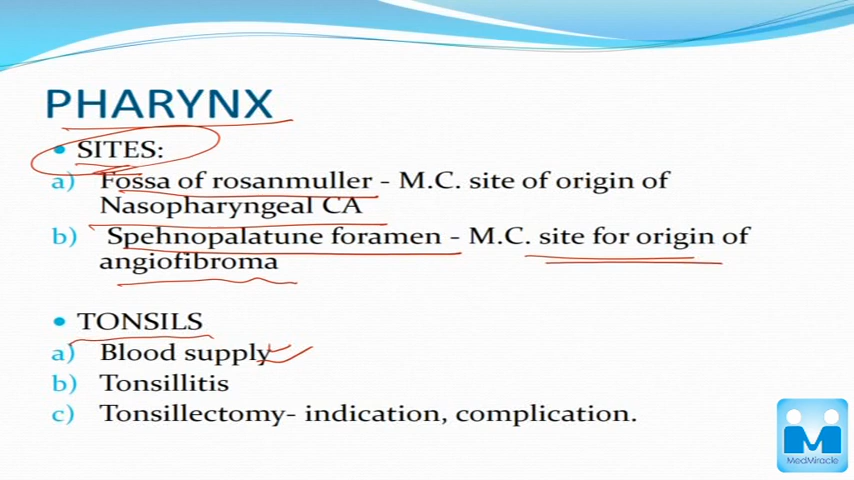 PHARYNX
• SITES:
a) Fossa of rosanmuller - M.C. site of origin of
Nasopharyngeal CA
b) Spehnopalatune foramen - M.C. site for origin of
angiofibroma
• TONSILS
a) Blood supply
b) Tonsillitis
c) Tonsillectomy- indication, complication.
MedMiracle